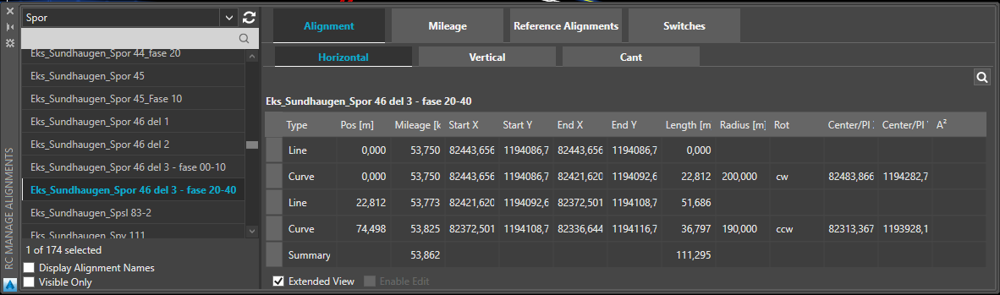 Spor
Alignment Mileage Reference Alignments Switches
Horizontal Vertical Cant
Eks_Sundhaugen_Spor 44_fase 20
Eks_Sundhaugen_Spor 45
Eks_Sundhaugen_Spor 45_Fase 10
Eks_Sundhaugen_Spor 46 del 1
Eks_Sundhaugen_Spor 46 del 2
Eks_Sundhaugen_Spor 46 del 3 - fase 00-10
Eks_Sundhaugen_Spor 46 del 3 - fase 20-40
Eks_Sundhaugen_Spsl 83-2
Eks_Sundhaugen_Spv 111
1 of 174 selected
Display Alignment Names
Visible Only
RC MANAGE ALIGNMENTS
Eks_Sundhaugen_Spor 46 del 3 - fase 20-40
Type Pos [m] Mileage [k Start X Start Y End X End Y Length [m Radius [m] Rot Center/PI X Center/PI Y A²
Line 0,000 53,750 82443,656 1194086,7 82443,656 1194086,7 0,000
Curve 0,000 53,750 82443,656 1194086,7 82421,620 1194092,6 22,812 200,000 cw 82483,866 1194282,7
Line 22,812 53,773 82421,620 1194092,6 82372,501 1194108,7 51,686
Curve 74,498 53,825 82372,501 1194108,7 82336,644 1194116,7 36,797 190,000 ccw 82313,367 1193928,1
Summary 53,862 111,295
Extended View Enable Edit